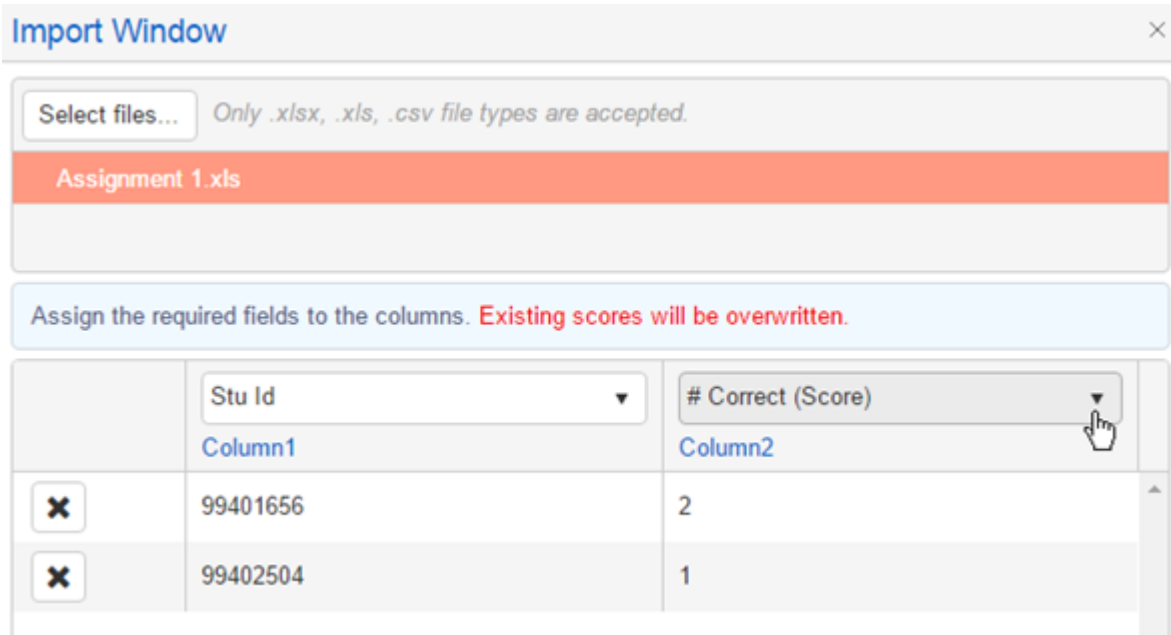 Import Window
Select files... Only .xlsx, .xls, .csv file types are accepted.
Assignment 1.xls
Assign the required fields to the columns. Existing scores will be overwritten.
Stu Id # Correct (Score)
Column1 Column2
99401656 2
99402504 1